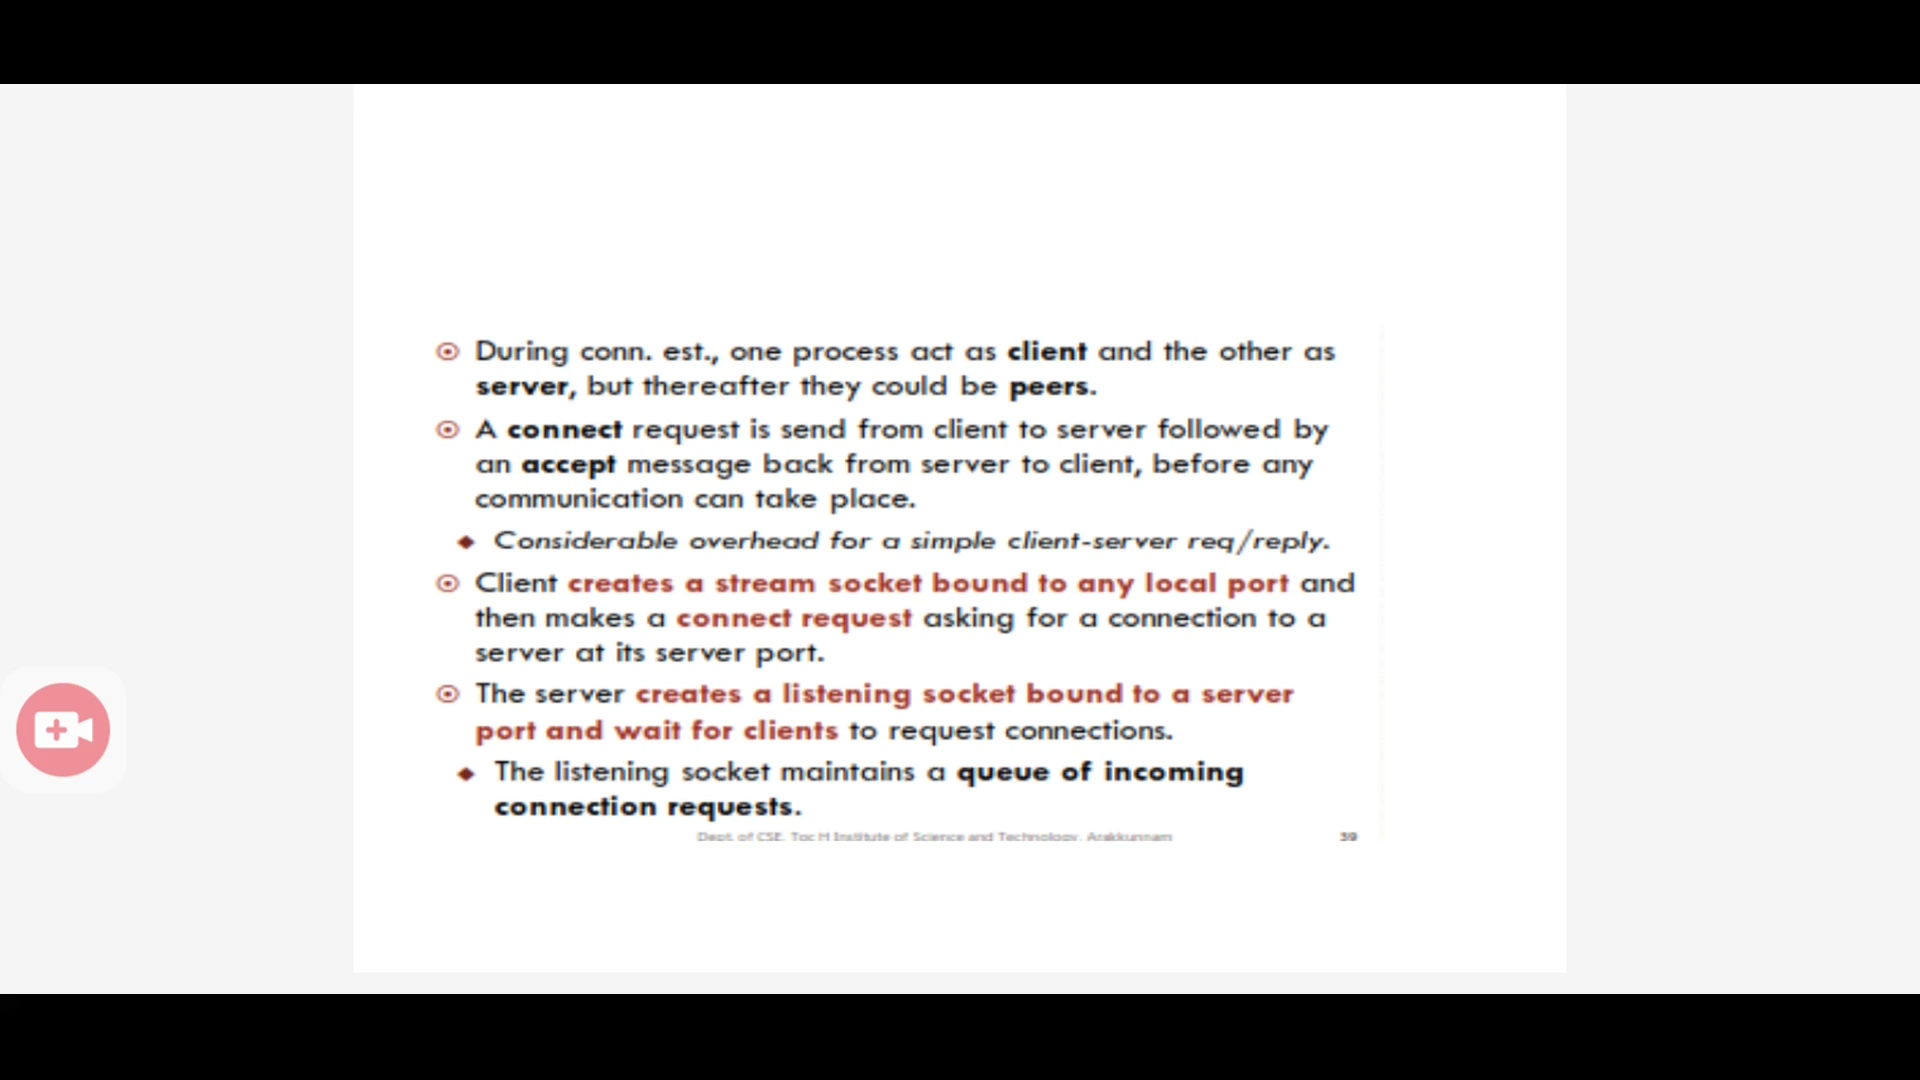 During conn. est., one process act as client and the other as
server, but thereafter they could be peers.
A connect request is send from client to server followed by
an accept message back from server to client, before any
communication can take place.
Considerable overhead for a simple client-server req/reply.
Client creates a stream socket bound to any local port and
then makes a connect request asking for a connection to a
server at its server port.
The server creates a listening socket bound to a server
port and wait for clients to request connections.
The listening socket maintains a queue of incoming
connection requests.
Dept. of CSE, Toc H Institute of Science and Technology, Arakkunnam
39